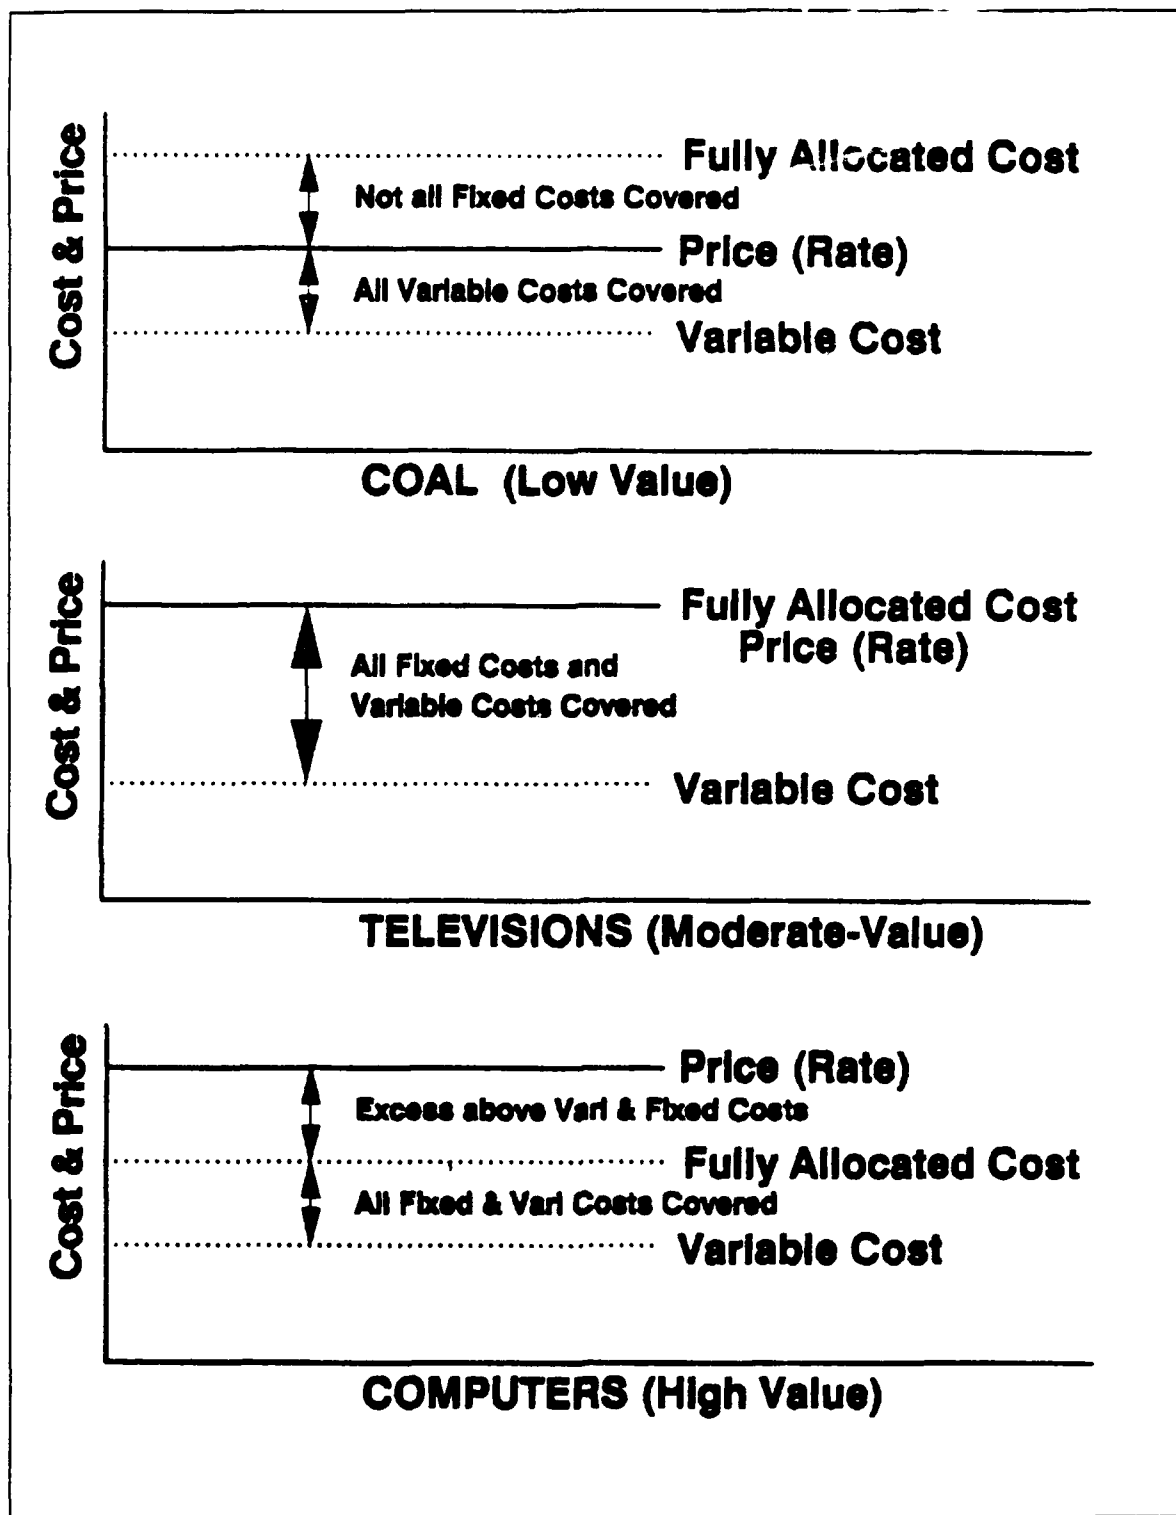 Cost & Price
Fully Allocated Cost
Not all Fixed Costs Covered
Price (Rate)
All Variable Costs Covered
Variable Cost
COAL (Low Value)
Cost & Price
Fully Allocated Cost
Price (Rate)
All Fixed Costs and
Variable Costs Covered
Variable Cost
TELEVISIONS (Moderate-Value)
Cost & Price
Price (Rate)
Excess above Vari & Fixed Costs
Fully Allocated Cost
All Fixed & Vari Costs Covered
Variable Cost
COMPUTERS (High Value)